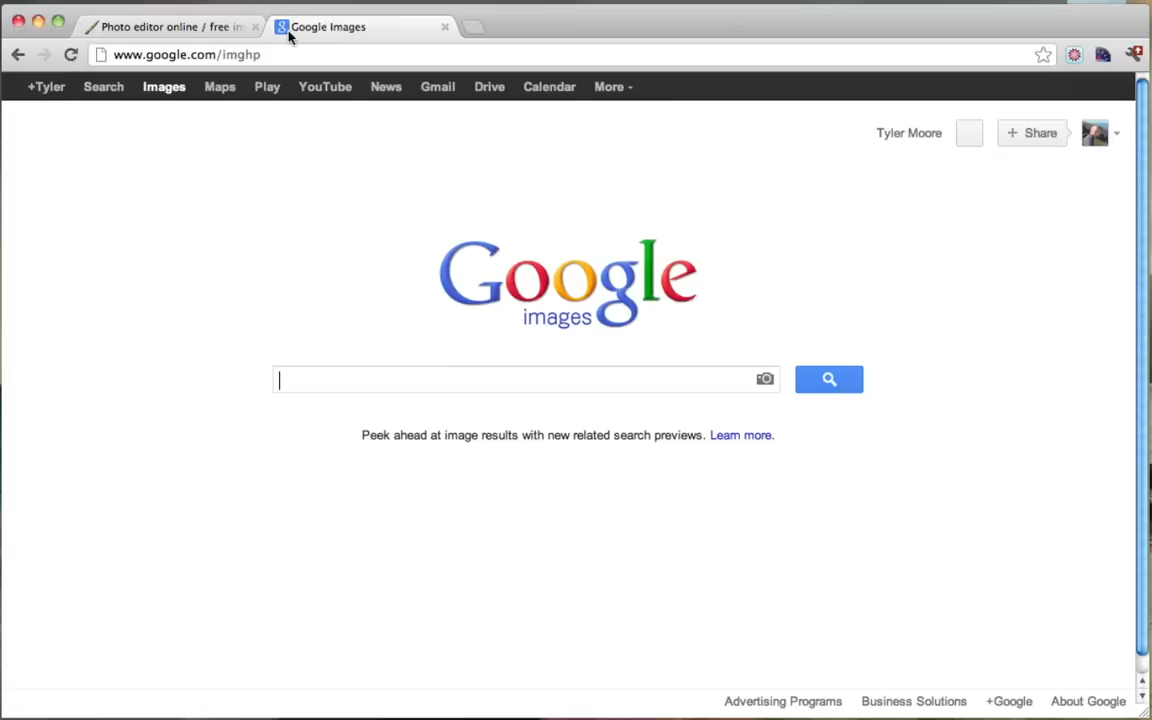 Photo editor online / free im
Google Images
www.google.com/imghp
+Tyler Search Images Maps Play YouTube News Gmail Drive Calendar More
Tyler Moore + Share
Google
images
Peek ahead at image results with new related search previews. Learn more.
Advertising Programs Business Solutions +Google About Google